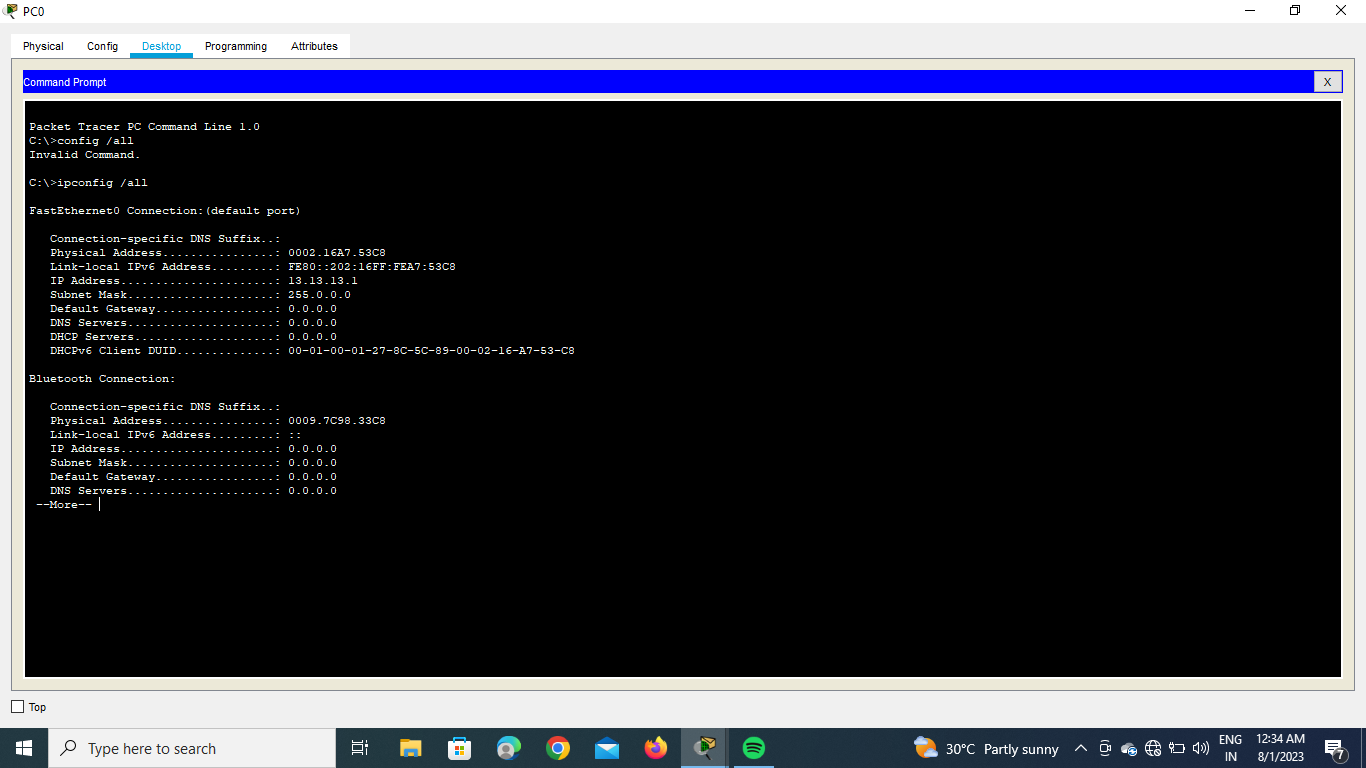 PC0
Physical Config Desktop Programming Attributes
Command Prompt X
Packet Tracer PC Command Line 1.0
C:\>config /all
Invalid Command.
C:\>ipconfig /all
FastEthernet0 Connection:(default port)
Connection-specific DNS Suffix..:
Physical Address................: 0002.16A7.53C8
Link-local IPv6 Address.........: FE80::202:16FF:FEA7:53C8
IP Address......................: 13.13.13.1
Subnet Mask.....................: 255.0.0.0
Default Gateway.................: 0.0.0.0
DNS Servers.....................: 0.0.0.0
DHCP Servers....................: 0.0.0.0
DHCPv6 Client DUID..............: 00-01-00-01-27-8C-5C-89-00-02-16-A7-53-C8
Bluetooth Connection:
Connection-specific DNS Suffix..:
Physical Address................: 0009.7C98.33C8
Link-local IPv6 Address.........: ::
IP Address......................: 0.0.0.0
Subnet Mask.....................: 0.0.0.0
Default Gateway.................: 0.0.0.0
DNS Servers.....................: 0.0.0.0
--More--
Top
Type here to search
30°C Partly sunny
ENG
IN
12:34 AM
8/1/2023
7